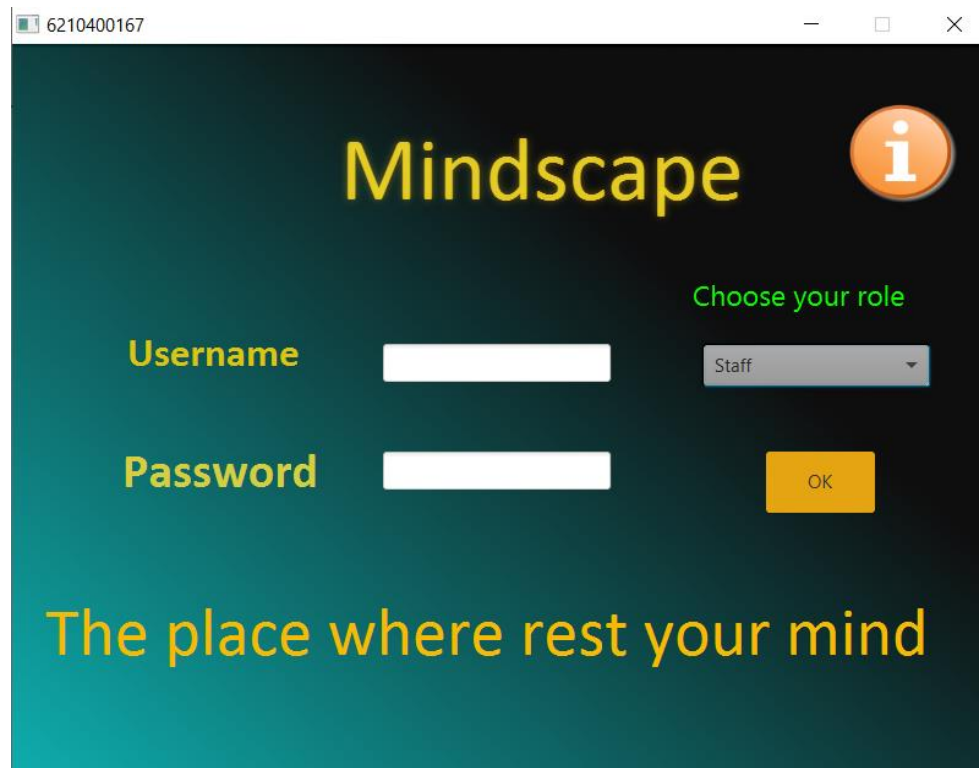 6210400167
Mindscape
i
Choose your role
Username
Staff
Password
OK
The place where rest your mind